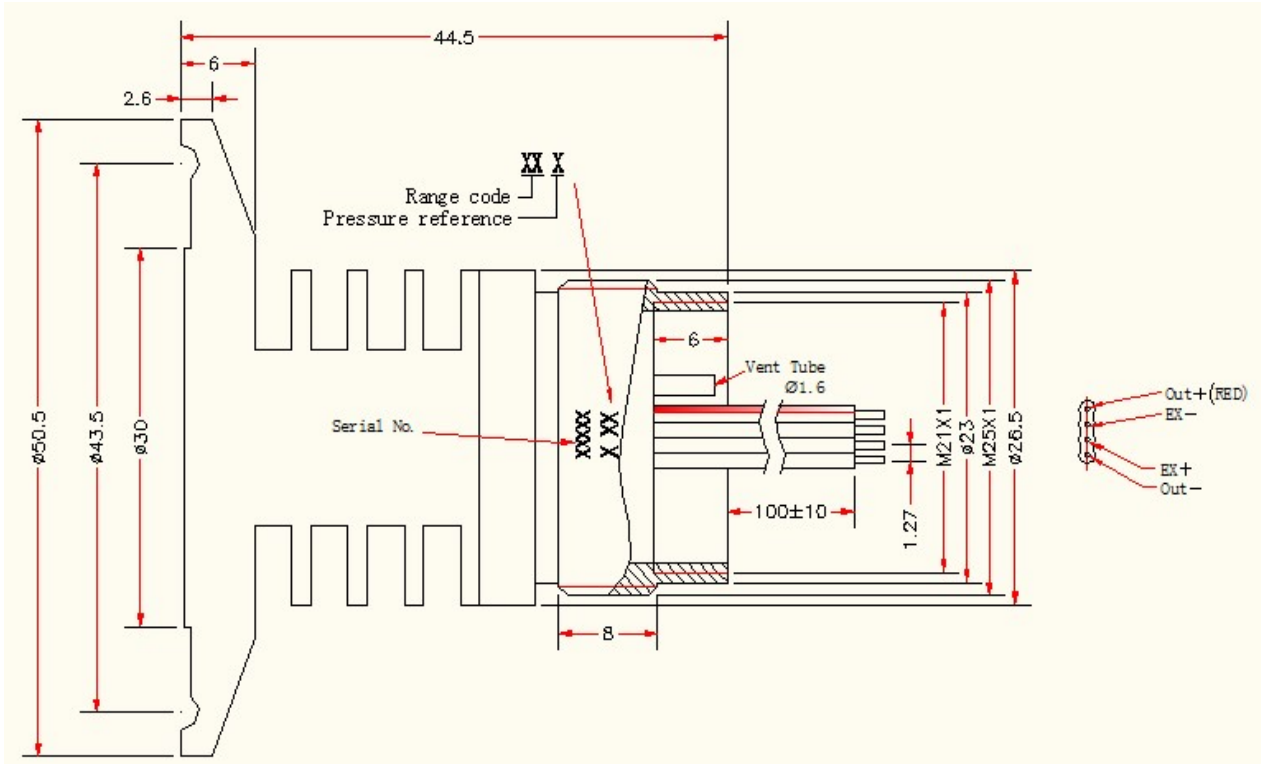 44.5
6
2.6
XX X
Range code
Pressure reference
6
Vent Tube
Ø1.6
Serial No.
XXXX
X XX
Out+(RED)
EX-
EX+
Out-
ø50.5
ø43.5
ø30
M21X1
ø23
M25X1
ø26.5
100±10
1.27
8